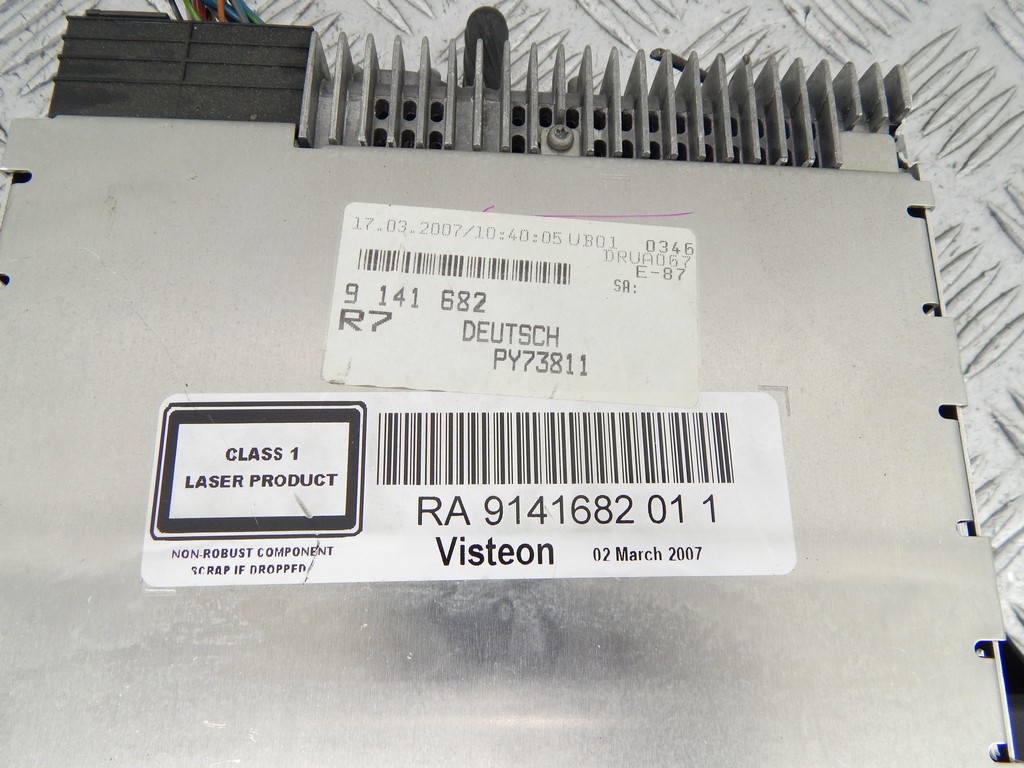 17.03.2007/10:40:05 UB01 0346
DRUA067
E-87
SA:
9 141 682
R7
DEUTSCH
PY73811
CLASS 1
LASER PRODUCT
RA 9141682 01 1
Visteon 02 March 2007
NON-ROBUST COMPONENT
SCRAP IF DROPPED